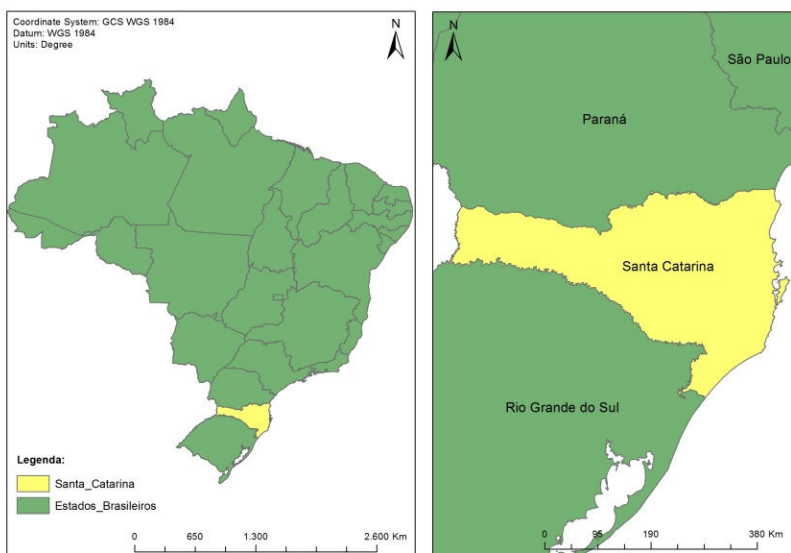 Coordinate System: GCS WGS 1984
Datum: WGS 1984
Units: Degree
N
Legenda:
Santa_Catarina
Estados_Brasileiros
0 650 1.300 2.600 Km
N
São Paulo
Paraná
Santa Catarina
Rio Grande do Sul
0 95 190 380 Km